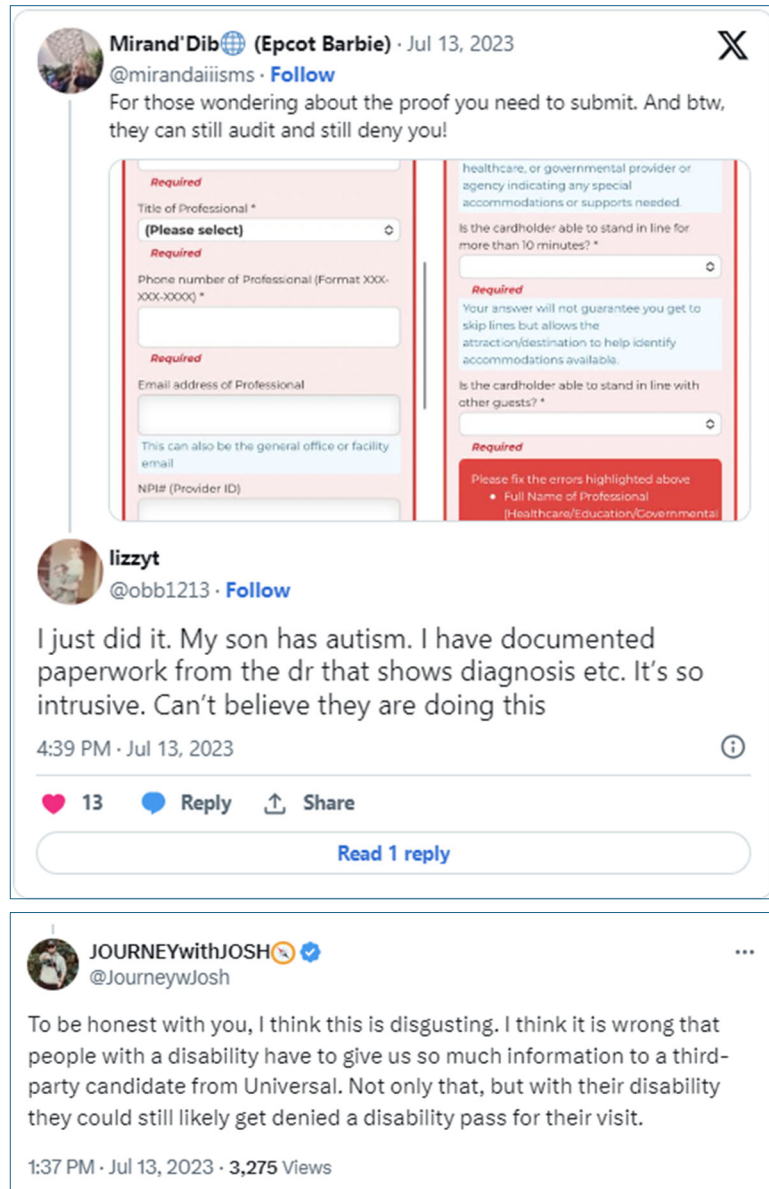 Mirand'Dib🌐 (Epcot Barbie) · Jul 13, 2023
@mirandaiiisms · Follow
For those wondering about the proof you need to submit. And btw,
they can still audit and still deny you!
Required
Title of Professional *
(Please select)
Required
Phone number of Professional (Format XXX-
XXX-XXXX) *
Required
Email address of Professional
This can also be the general office or facility
email
NPI# (Provider ID)
healthcare, or governmental provider or
agency indicating any special
accommodations or supports needed.
Is the cardholder able to stand in line for
more than 10 minutes? *
Required
Your answer will not guarantee you get to
skip lines but allows the
attraction/destination to help identify
accommodations available.
Is the cardholder able to stand in line with
other guests? *
Required
Please fix the errors highlighted above
• Full Name of Professional
[Healthcare/Education/Governmental
lizzyt
@obb1213 · Follow
I just did it. My son has autism. I have documented
paperwork from the dr that shows diagnosis etc. It's so
intrusive. Can't believe they are doing this
4:39 PM · Jul 13, 2023
13 Reply Share
Read 1 reply
JOURNEYwithJOSH🧭
@JourneywJosh
To be honest with you, I think this is disgusting. I think it is wrong that
people with a disability have to give us so much information to a third-
party candidate from Universal. Not only that, but with their disability
they could still likely get denied a disability pass for their visit.
1:37 PM · Jul 13, 2023 · 3,275 Views